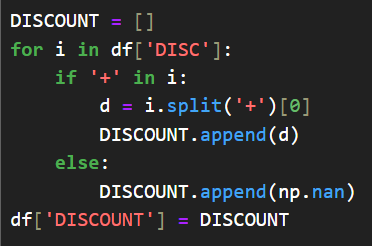 DISCOUNT = []
for i in df['DISC']:
    if '+' in i:
        d = i.split('+')[0]
        DISCOUNT.append(d)
    else:
        DISCOUNT.append(np.nan)
df['DISCOUNT'] = DISCOUNT